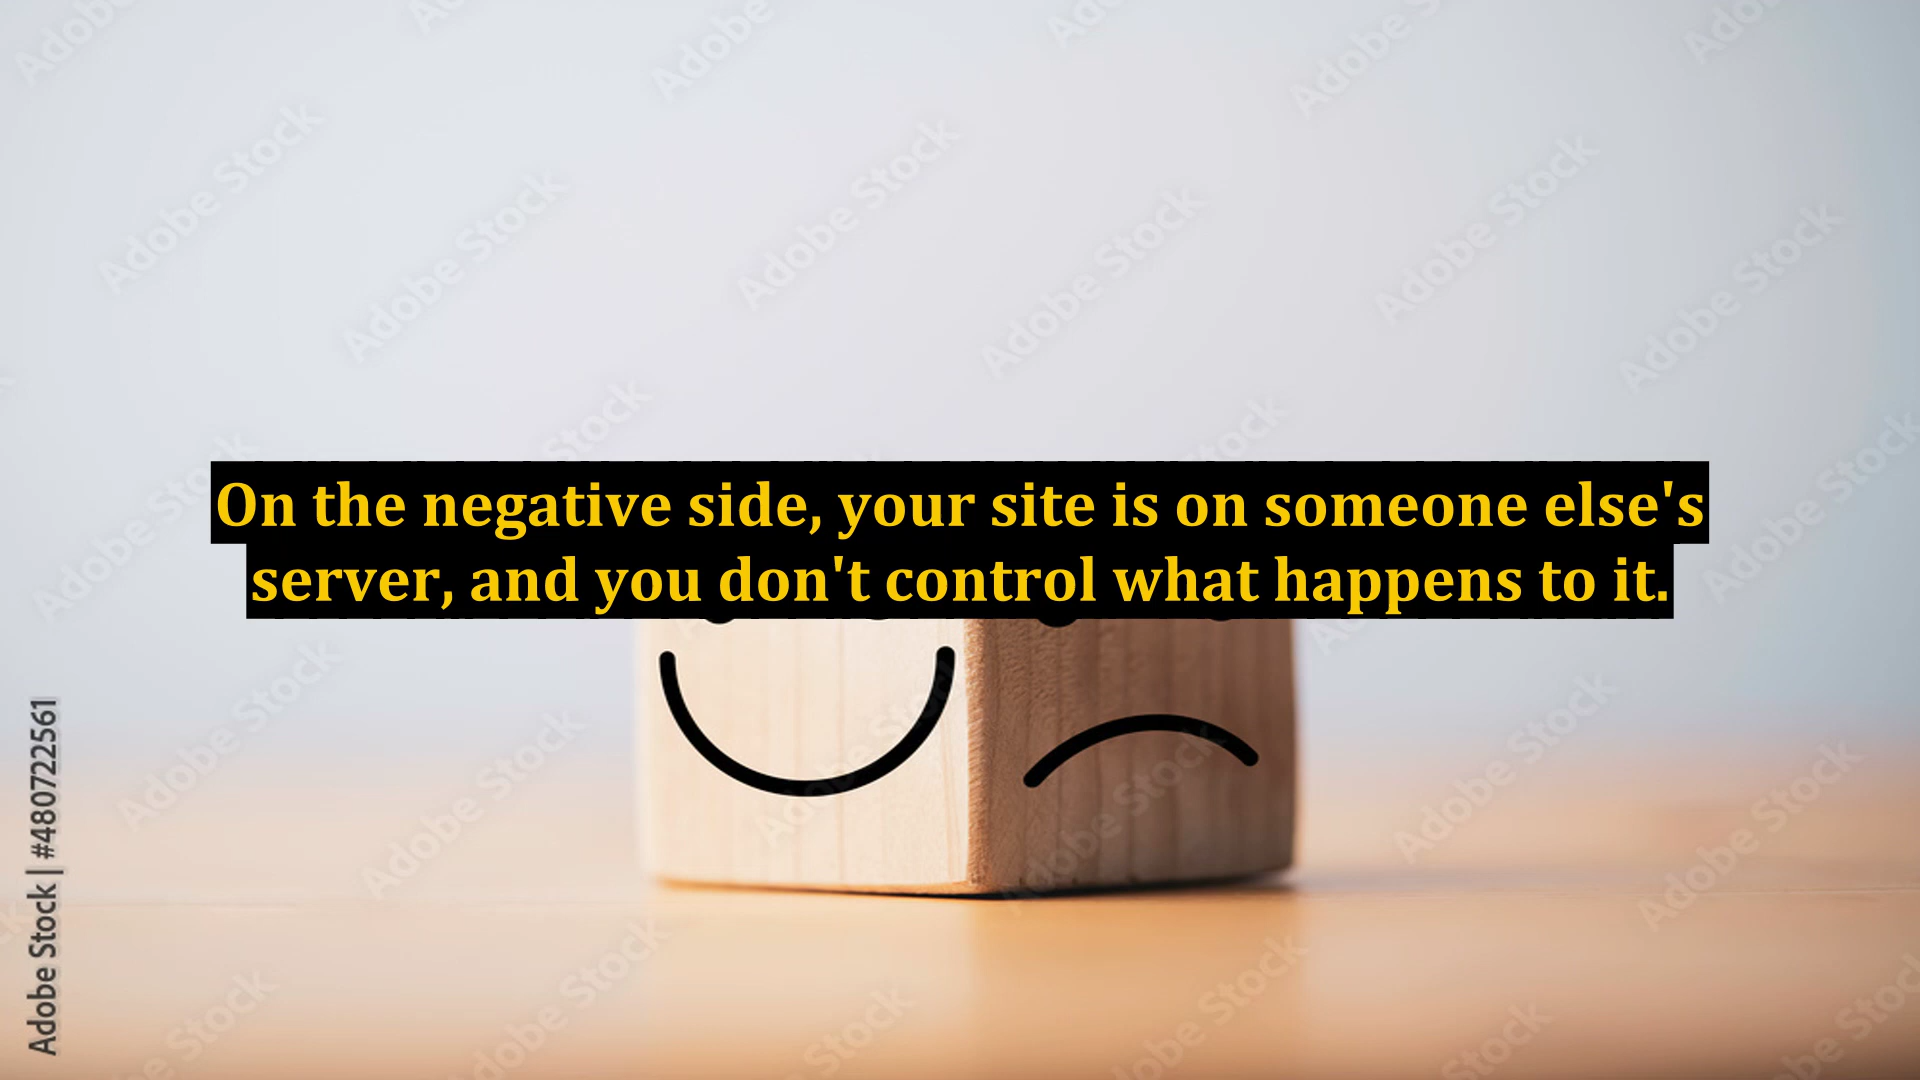 On the negative side, your site is on someone else's
server, and you don't control what happens to it.
Adobe Stock | #4807222561